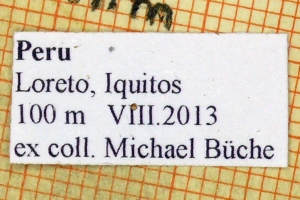 Peru
Loreto, Iquitos
100 m VIII.2013
ex coll. Michael Büche